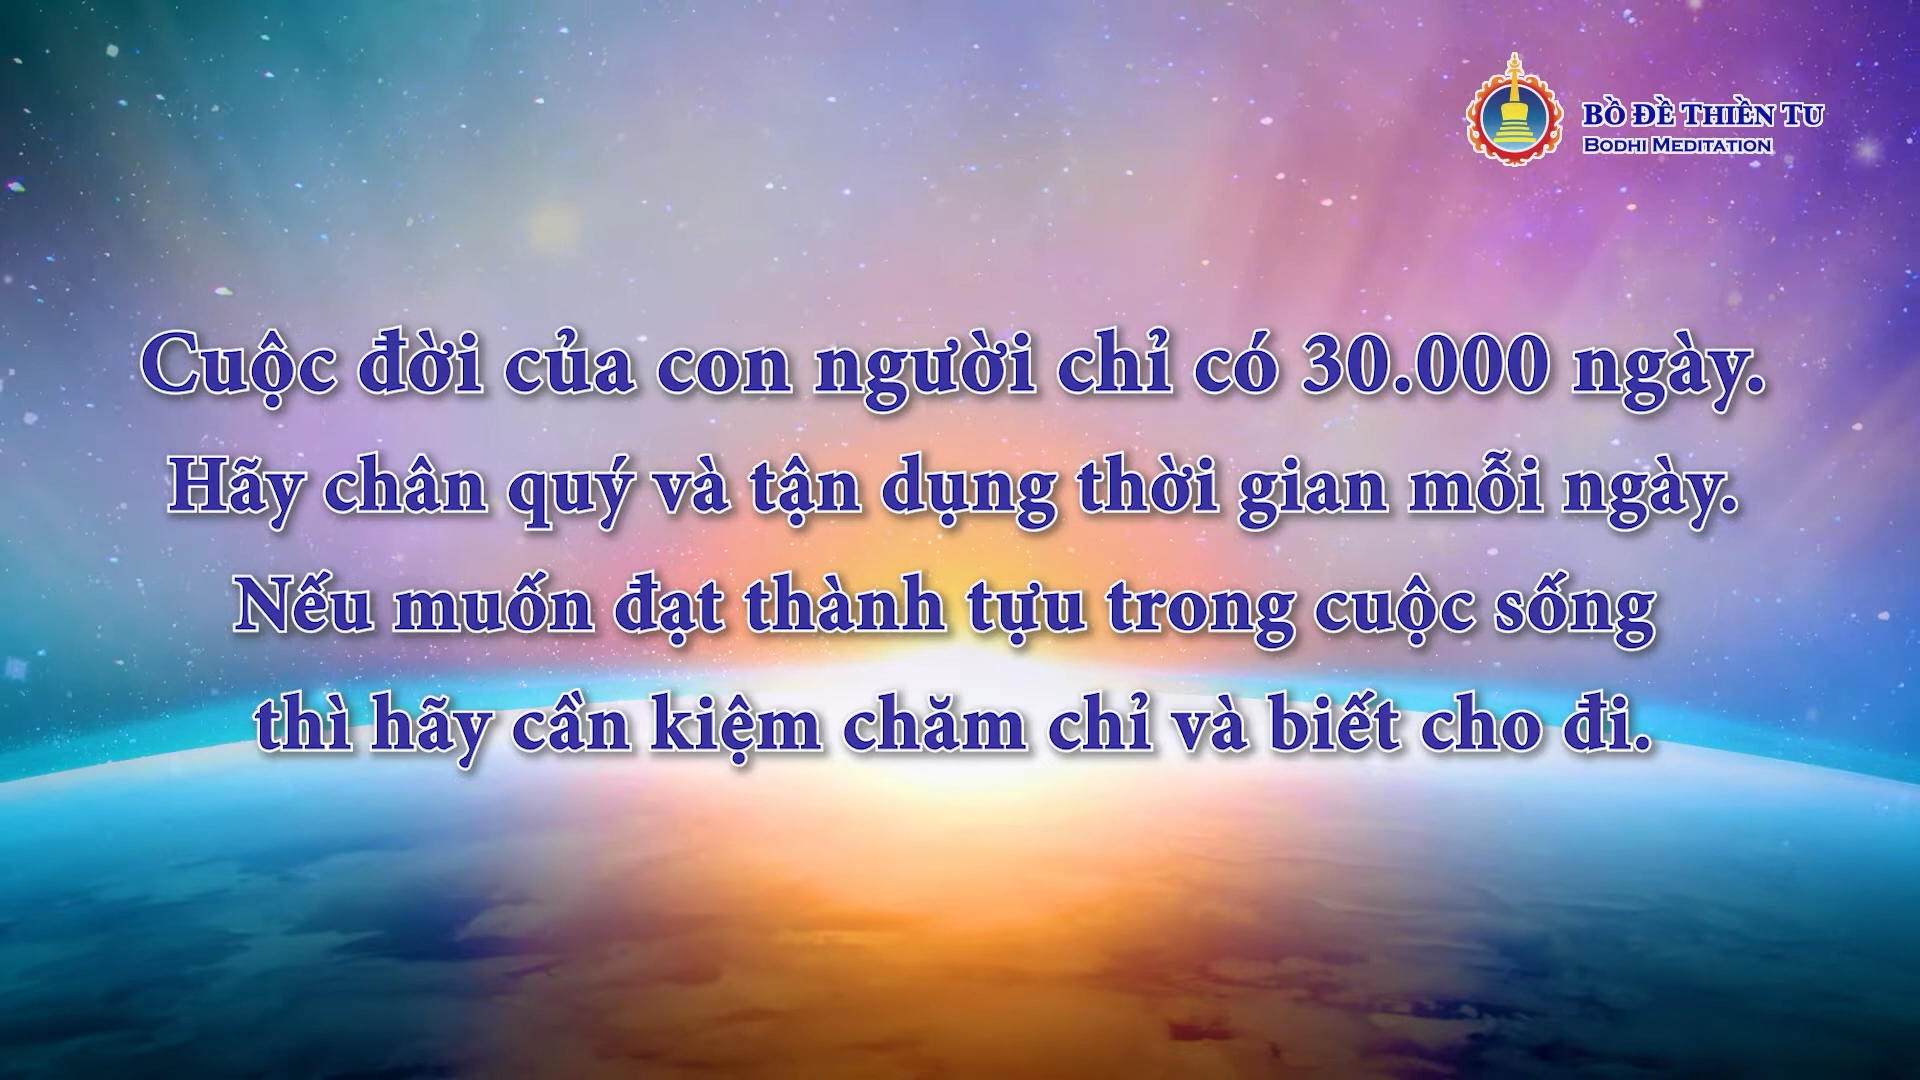 BỒ ĐỀ THIỀN TU
BODHI MEDITATION
Cuộc đời của con người chỉ có 30.000 ngày.
Hãy chân quý và tận dụng thời gian mỗi ngày.
Nếu muốn đạt thành tựu trong cuộc sống
thì hãy cần kiệm chăm chỉ và biết cho đi.